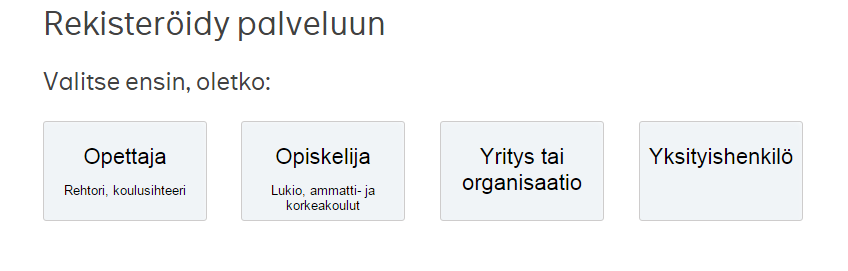 Rekisteröidy palveluun
Valitse ensin, oletko:
Opettaja
Rehtori, koulusihteeri
Opiskelija
Lukio, ammatti- ja
korkeakoulut
Yritys tai
organisaatio
Yksityishenkilö